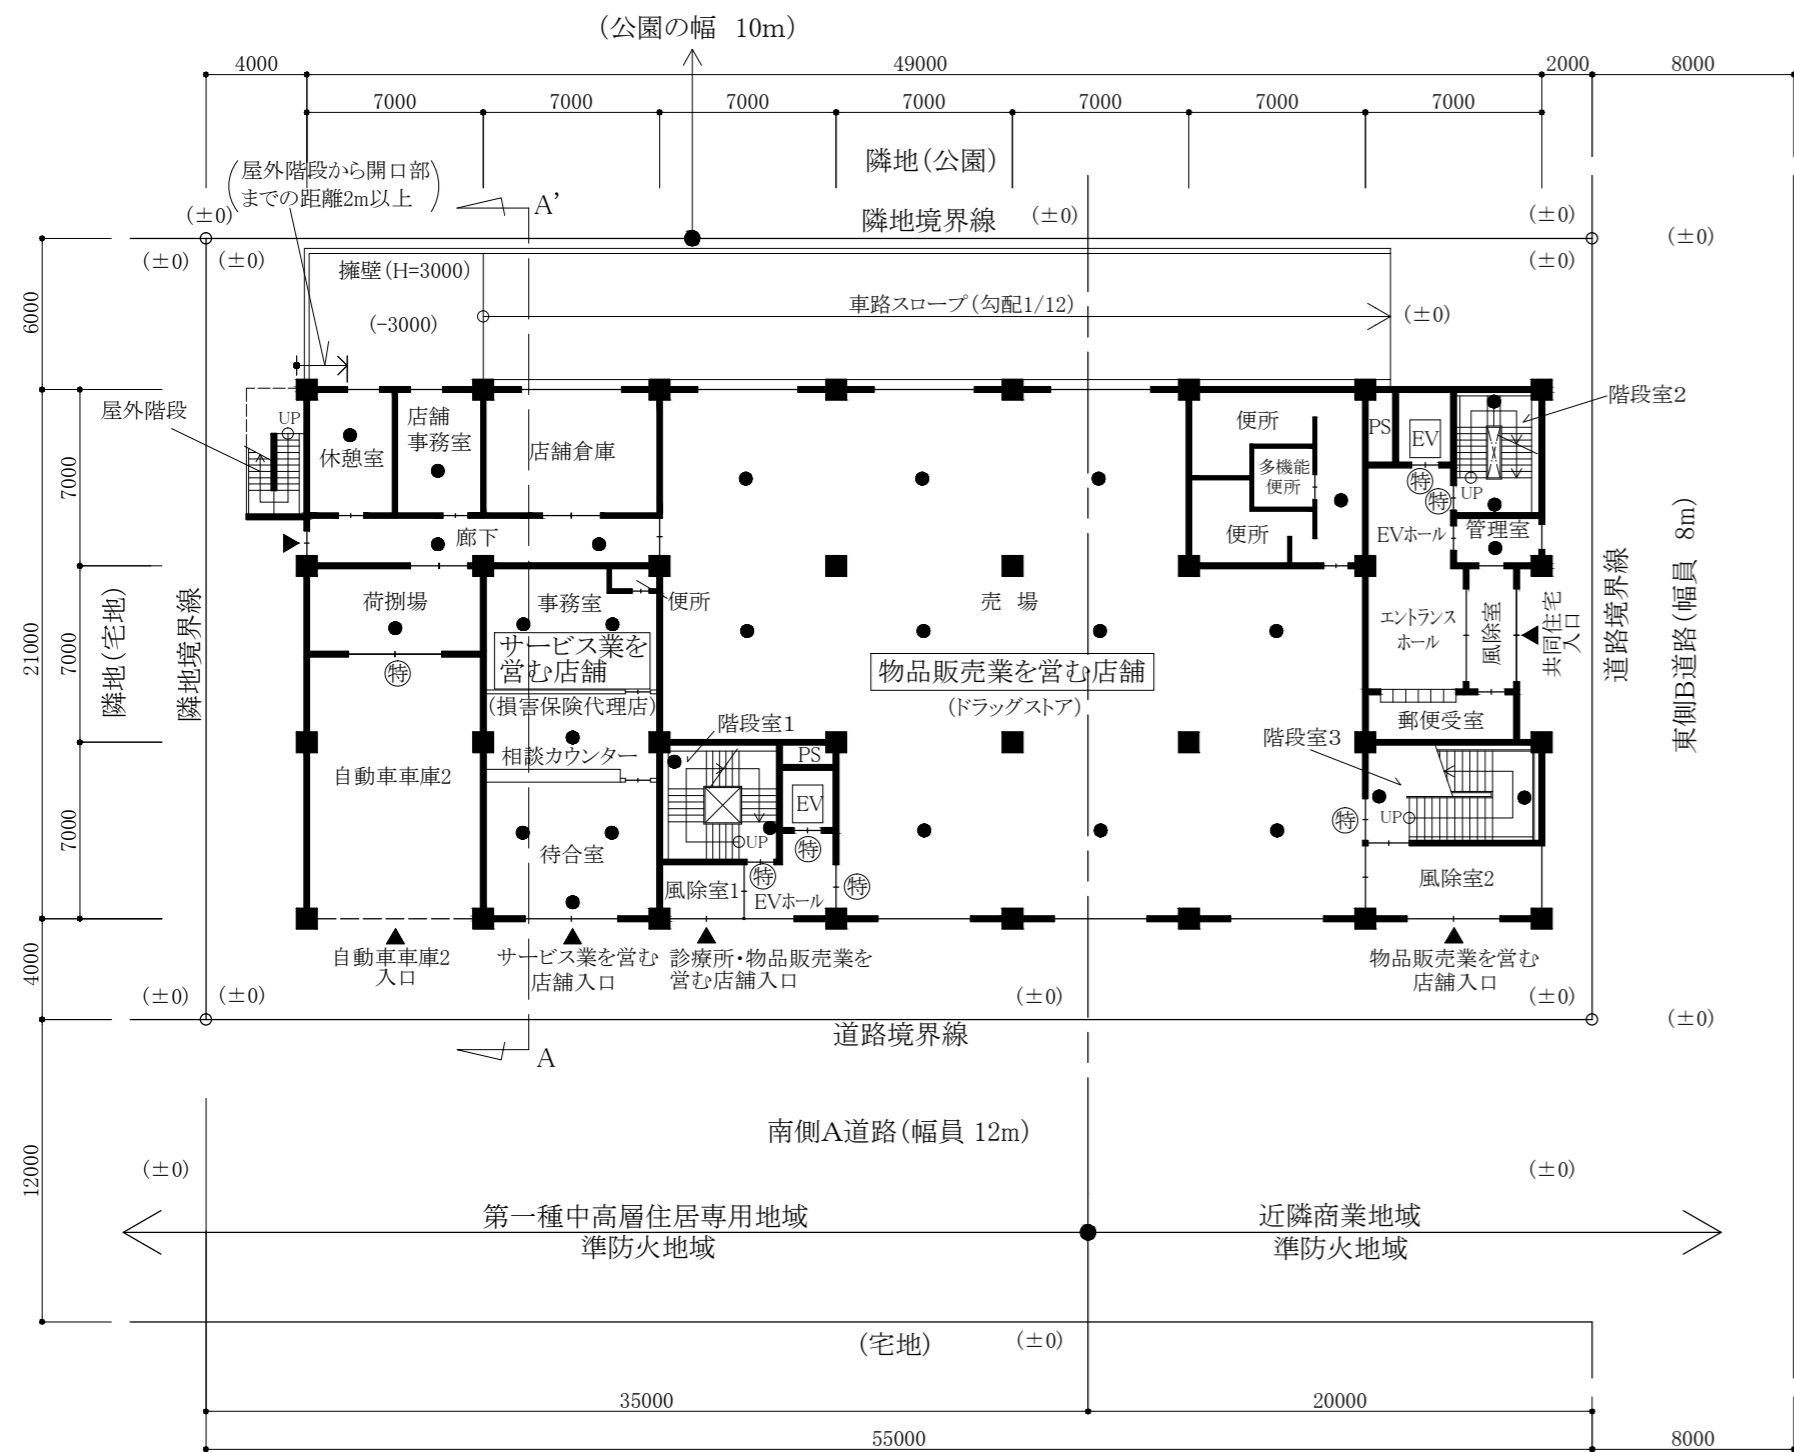 (公園の幅 10m)
4000
49000
2000
8000
7000
7000
7000
7000
7000
7000
7000
隣地(公園)
(屋外階段から開口部
までの距離2m以上)
A'
(±0)
隣地境界線
(±0)
(±0)
(±0)
(±0)
(±0)
(±0)
擁壁(H=3000)
車路スロープ(勾配1/12)
(-3000)
(±0)
6000
屋外階段
UP
休憩室
店舗
事務室
店舗倉庫
便所
多機能
便所
便所
PS
EV
階段室2
特
特
UP
EVホール
管理室
廊下
7000
荷捌場
事務室
便所
売 場
エントランス
ホール
風除室
共同住宅
入口
道路境界線
東側B道路(幅員 8m)
隣地(宅地)
隣地境界線
21000
7000
特
サービス業を
営む店舗
(損害保険代理店)
物品販売業を営む店舗
(ドラッグストア)
郵便受室
階段室1
階段室3
相談カウンター
PS
自動車車庫2
EV
7000
UP
特
特
特
特
UP
待合室
風除室1
EVホール
風除室2
自動車車庫2
入口
サービス業を営む
店舗入口
診療所・物品販売業を
営む店舗入口
物品販売業を営む
店舗入口
4000
(±0)
(±0)
(±0)
(±0)
(±0)
道路境界線
A
南側A道路(幅員 12m)
12000
(±0)
(±0)
第一種中高層住居専用地域
準防火地域
近隣商業地域
準防火地域
(宅地)
(±0)
35000
20000
55000
8000